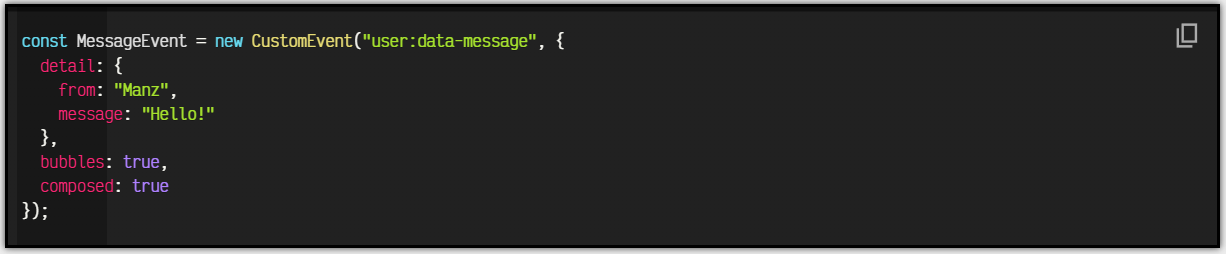 const MessageEvent = new CustomEvent("user:data-message", {
  detail: {
    from: "Manz",
    message: "Hello!"
  },
  bubbles: true,
  composed: true
});